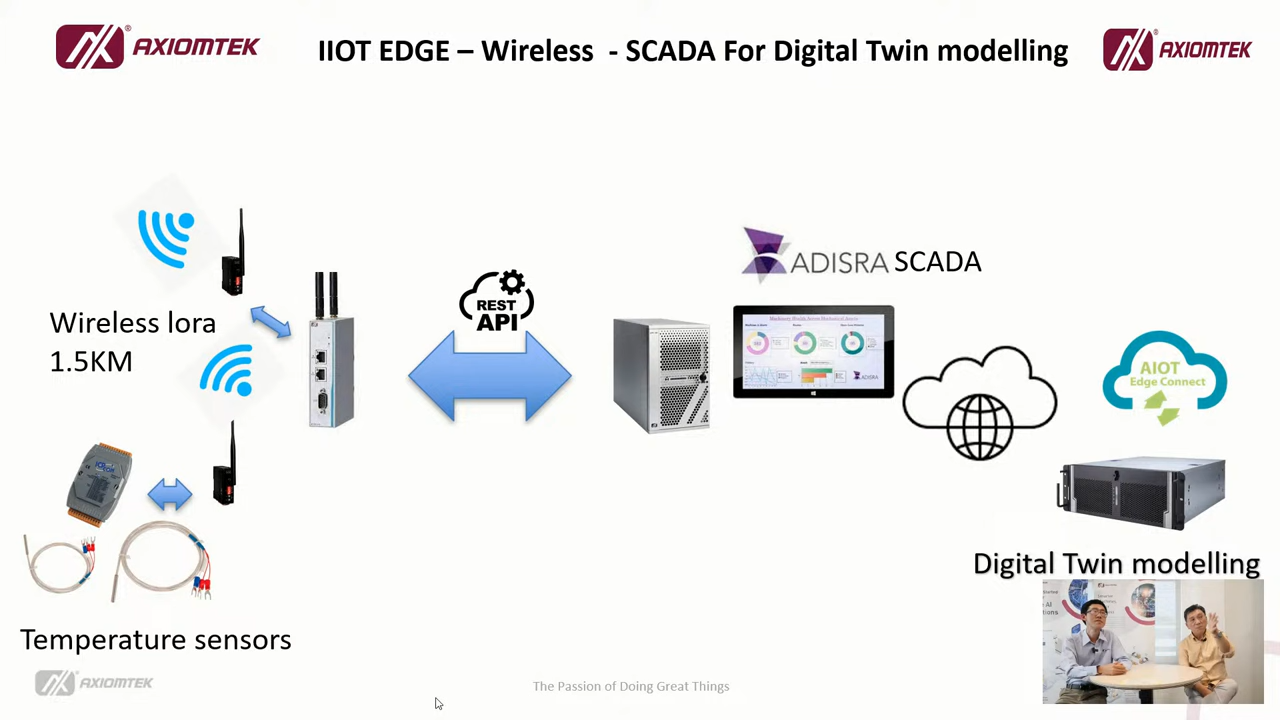 AXIOMTEK
IIOT EDGE – Wireless - SCADA For Digital Twin modelling
AXIOMTEK
Wireless lora
1.5KM
REST
API
ADISRA SCADA
ADISRA
AIOT
Edge Connect
Digital Twin modelling
Temperature sensors
AXIOMTEK
The Passion of Doing Great Things